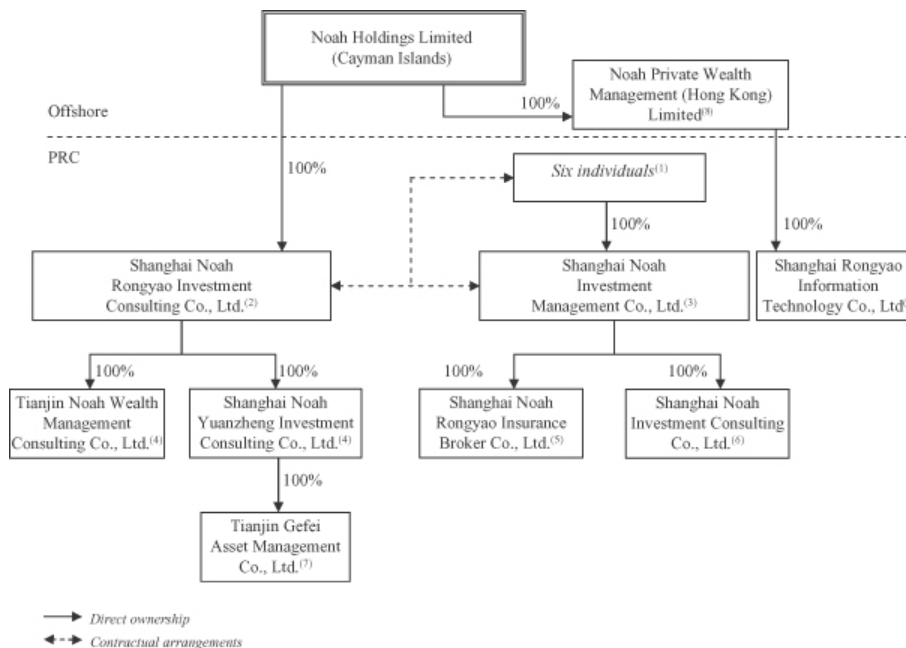 Noah Holdings Limited
(Cayman Islands)
Noah Private Wealth
Management (Hong Kong)
Limited(8)
100%
Offshore
PRC
100%
Six individuals(1)
100%
100%
Shanghai Noah
Rongyao Investment
Consulting Co., Ltd.(2)
Shanghai Noah
Investment
Management Co., Ltd.(3)
Shanghai Rongyao
Information
Technology Co., Ltd
100%
100%
100%
100%
Tianjin Noah Wealth
Management
Consulting Co., Ltd.(4)
Shanghai Noah
Yuanzheng Investment
Consulting Co., Ltd.(4)
Shanghai Noah
Rongyao Insurance
Broker Co., Ltd.(5)
Shanghai Noah
Investment Consulting
Co., Ltd.(6)
100%
Tianjin Gefei
Asset Management
Co., Ltd.(7)
Direct ownership
Contractual arrangements